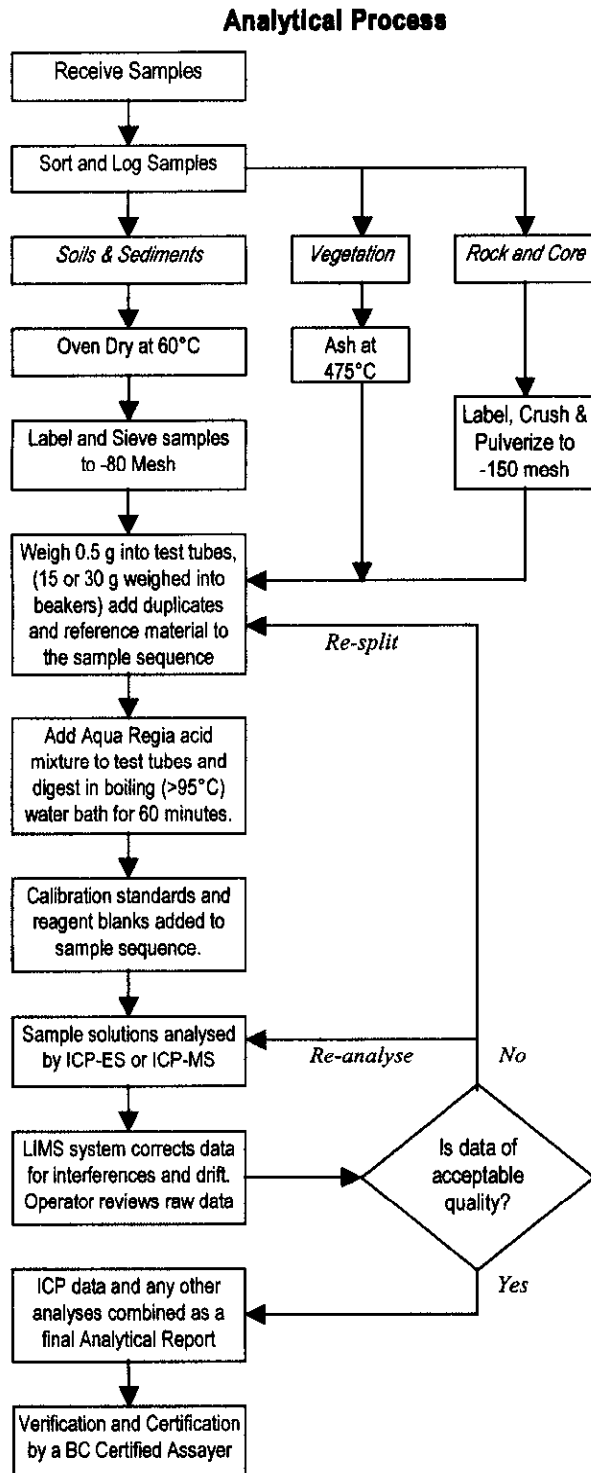 Analytical Process
Receive Samples
Sort and Log Samples
Soils & Sediments
Vegetation
Rock and Core
Oven Dry at 60°C
Ash at
475°C
Label, Crush &
Pulverize to
-150 mesh
Label and Sieve samples
to -80 Mesh
Weigh 0.5 g into test tubes,
(15 or 30 g weighed into
beakers) add duplicates
and reference material to
the sample sequence
Re-split
Add Aqua Regia acid
mixture to test tubes and
digest in boiling (>95°C)
water bath for 60 minutes.
Calibration standards and
reagent blanks added to
sample sequence.
Sample solutions analysed
by ICP-ES or ICP-MS
Re-analyse
No
LIMS system corrects data
for interferences and drift.
Operator reviews raw data
Is data of
acceptable
quality?
Yes
ICP data and any other
analyses combined as a
final Analytical Report
Verification and Certification
by a BC Certified Assayer